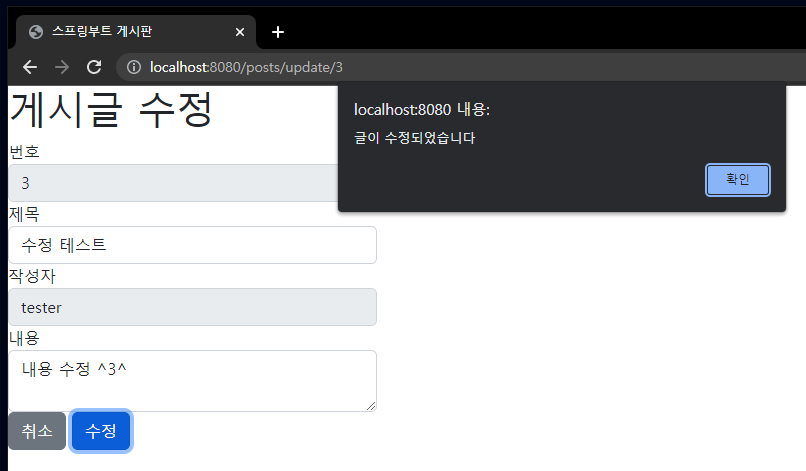 스프링부트 게시판
localhost:8080/posts/update/3
게시글 수정
localhost:8080 내용:
글이 수정되었습니다
확인
번호
3
제목
수정 테스트
작성자
tester
내용
내용 수정 ^3^
취소 수정